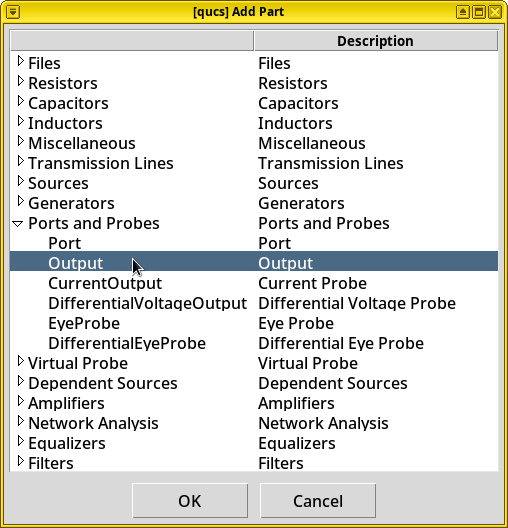 [qucs] Add Part
Description
Files Files
Resistors Resistors
Capacitors Capacitors
Inductors Inductors
Miscellaneous Miscellaneous
Transmission Lines Transmission Lines
Sources Sources
Generators Generators
Ports and Probes Ports and Probes
Port Port
Output Output
CurrentOutput Current Probe
DifferentialVoltageOutput Differential Voltage Probe
EyeProbe Eye Probe
DifferentialEyeProbe Differential Eye Probe
Virtual Probe Virtual Probe
Dependent Sources Dependent Sources
Amplifiers Amplifiers
Network Analysis Network Analysis
Equalizers Equalizers
Filters Filters
OK Cancel